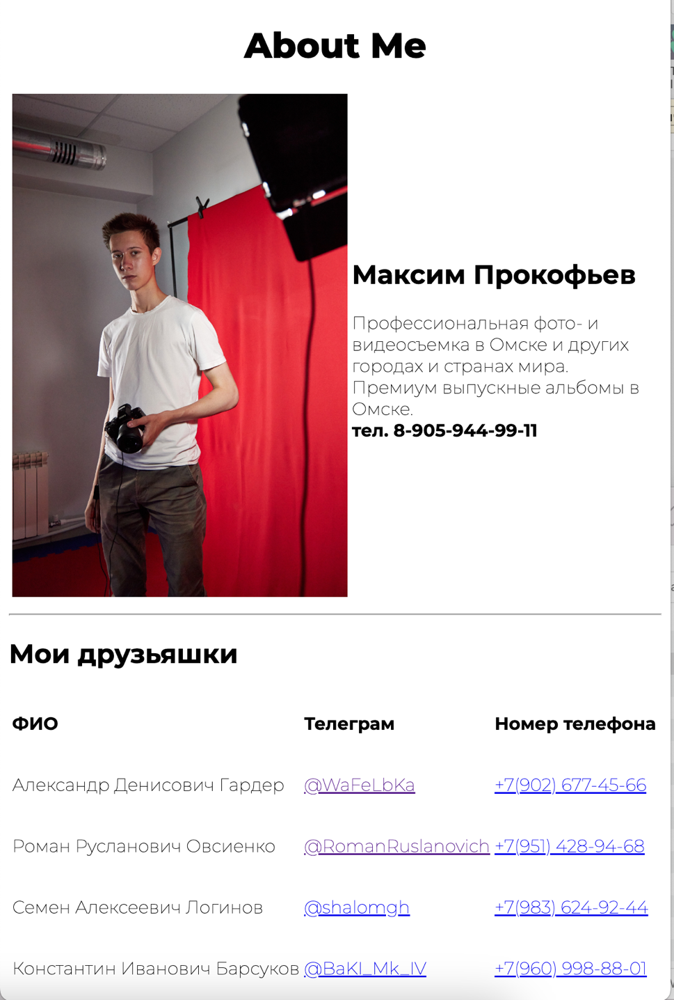 About Me
Максим Прокофьев
Профессиональная фото- и
видеосъемка в Омске и других
городах и странах мира.
Премиум выпускные альбомы в
Омске.
тел. 8-905-944-99-11
Мои друзьяшки
ФИО Телеграм Номер телефона
Александр Денисович Гардер @WaFeLbKa +7(902) 677-45-66
Роман Русланович Овсиенко @RomanRuslanovich +7(951) 428-94-68
Семен Алексеевич Логинов @shalomgh +7(983) 624-92-44
Константин Иванович Барсуков @BaKI_Mk_IV +7(960) 998-88-01